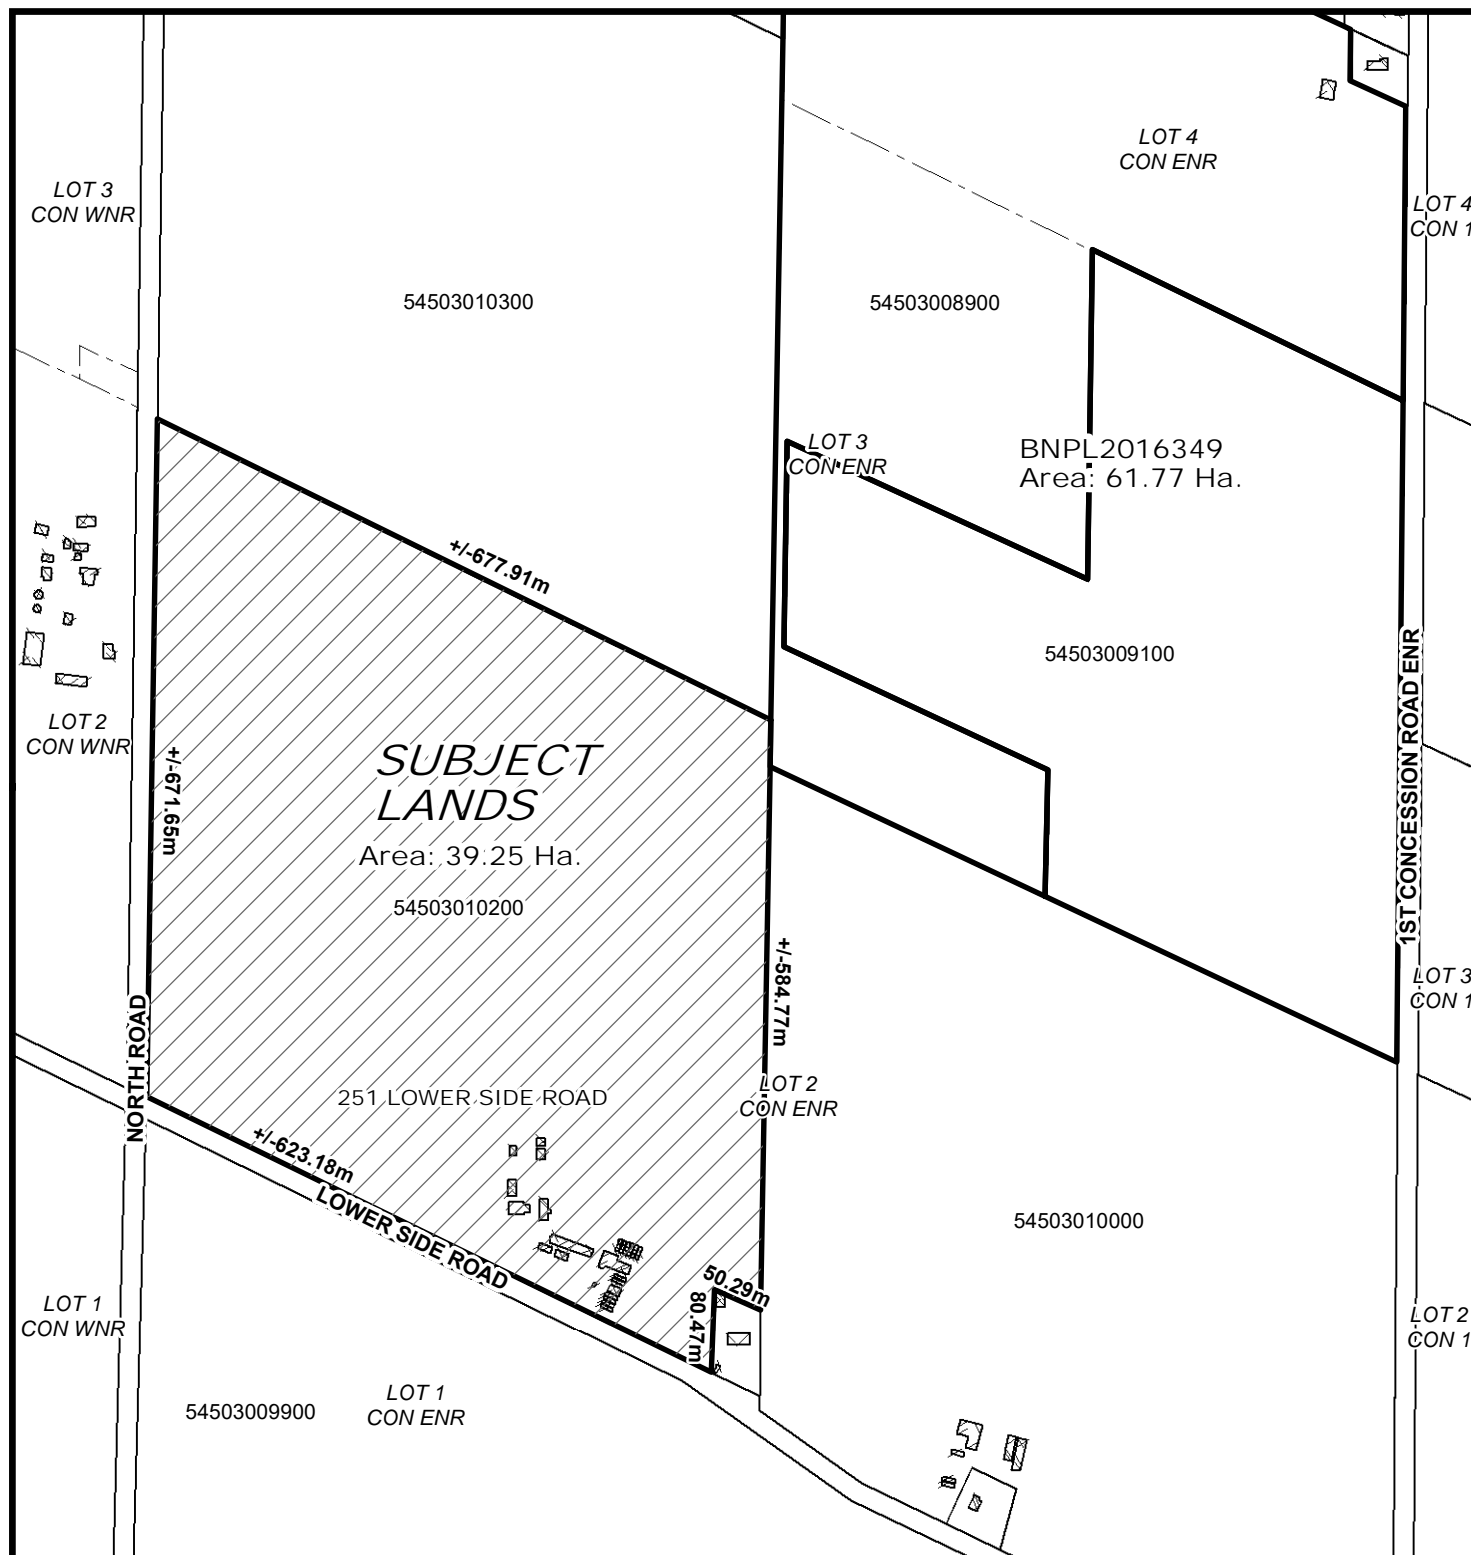 LOT 4
CON ENR
LOT 3
CON WNR
LOT 4
CON 1
54503010300
54503008900
LOT 3
CON ENR
BNPL2016349
Area: 61.77 Ha.
+/-677.91m
54503009100
1ST CONCESSION ROAD ENR
LOT 2
CON WNR
+/-671.65m
SUBJECT
LANDS
Area: 39.25 Ha.
54503010200
+/-584.77m
LOT 3
CON 1
NORTH ROAD
251 LOWER SIDE ROAD
LOT 2
CON ENR
+/-623.18m
LOWER SIDE ROAD
54503010000
50.29m
80.47m
LOT 1
CON WNR
LOT 2
CON 1
54503009900
LOT 1
CON ENR